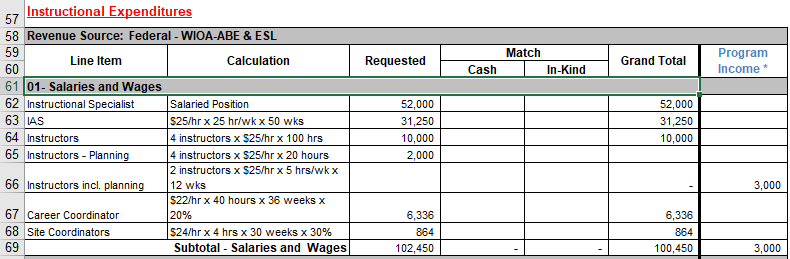 57 Instructional Expenditures
58 Revenue Source: Federal - WIOA-ABE & ESL
59 Match Program
Line Item Calculation Requested Grand Total
60 Cash In-Kind Income *
61 01- Salaries and Wages
62 Instructional Specialist Salaried Position 52,000 52,000
63 IAS $25/hr x 25 hr/wk x 50 wks 31,250 31,250
64 Instructors 4 instructors x $25/hr x 100 hrs 10,000 10,000
65 Instructors - Planning 4 instructors x $25/hr x 20 hours 2,000
2 instructors x $25/hr x 5 hrs/wk x
66 Instructors incl. planning 12 wks - 3,000
$22/hr x 40 hours x 36 weeks x
67 Career Coordinator 20% 6,336 6,336
68 Site Coordinators $24/hr x 4 hrs x 30 weeks x 30% 864 864
69 Subtotal - Salaries and Wages 102,450 - - 100,450 3,000